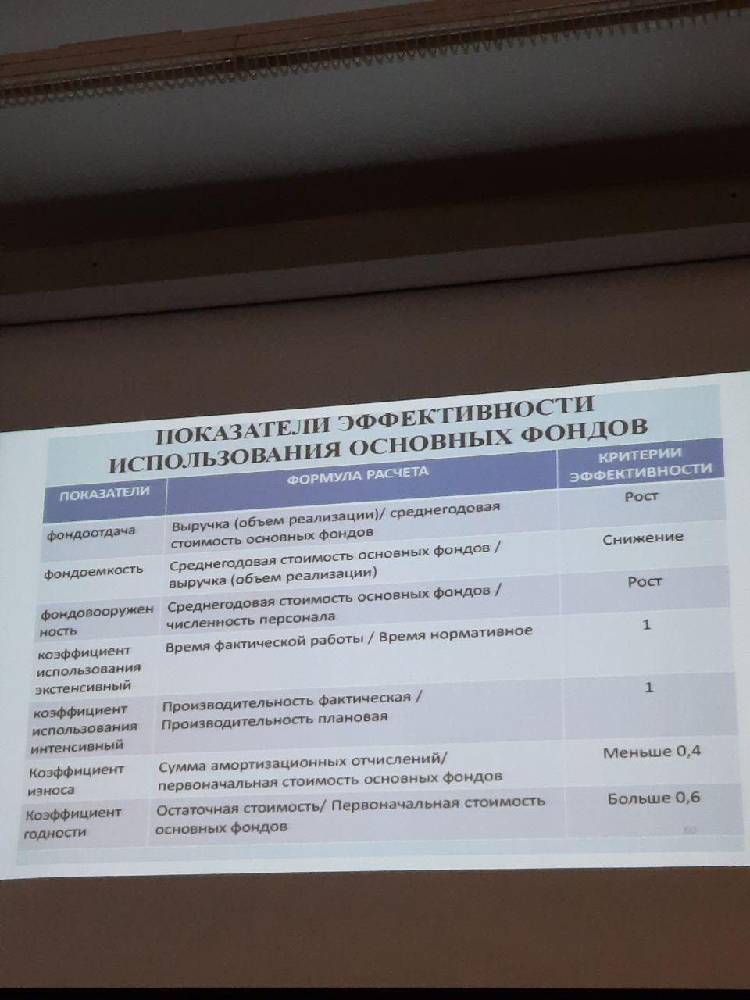 ПОКАЗАТЕЛИ ЭФФЕКТИВНОСТИ
ИСПОЛЬЗОВАНИЯ ОСНОВНЫХ ФОНДОВ
ПОКАЗАТЕЛИ
ФОРМУЛА РАСЧЕТА
КРИТЕРИИ
ЭФФЕКТИВНОСТИ
фондоотдача
Выручка (объем реализации)/ среднегодовая
стоимость основных фондов
Рост
фондоемкость
Среднегодовая стоимость основных фондов /
выручка (объем реализации)
Снижение
фондовооружен
ность
Среднегодовая стоимость основных фондов /
численность персонала
Рост
коэффициент
использования
экстенсивный
Время фактической работы / Время нормативное
1
коэффициент
использования
интенсивный
Производительность фактическая /
Производительность плановая
1
Коэффициент
износа
Сумма амортизационных отчислений/
первоначальная стоимость основных фондов
Меньше 0,4
Коэффициент
годности
Остаточная стоимость/ Первоначальная стоимость
основных фондов
Больше 0,6
60